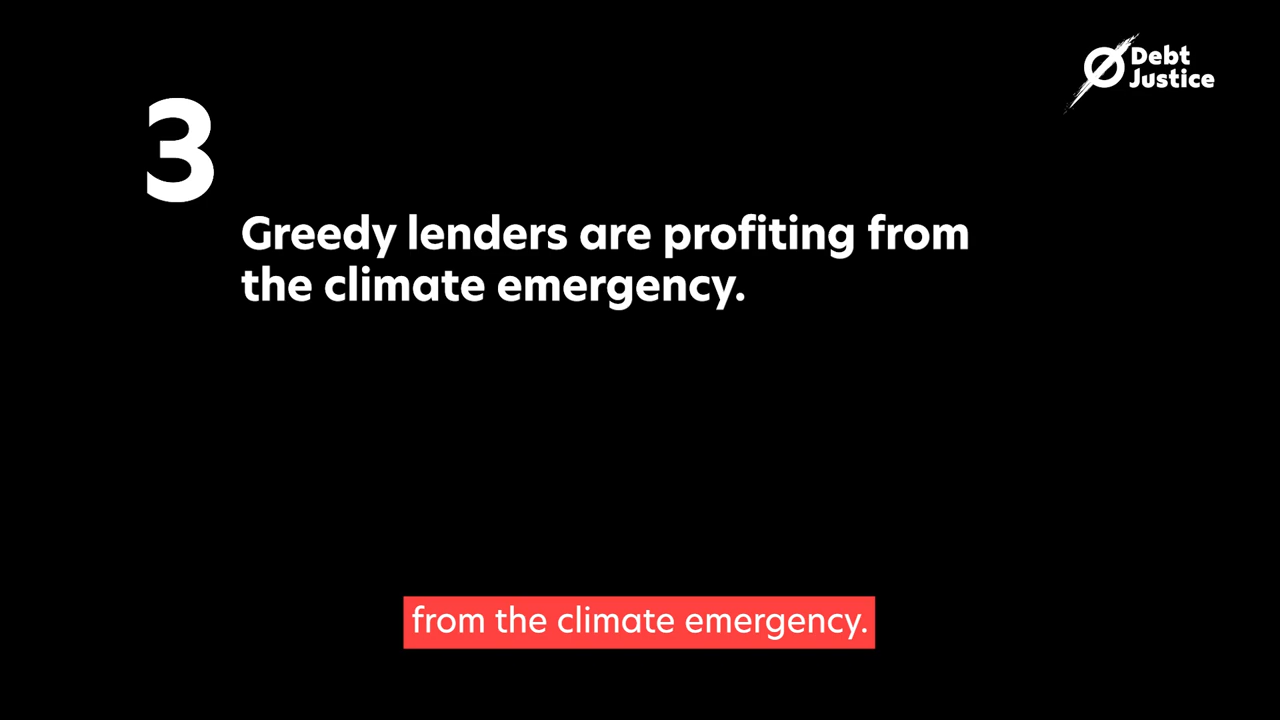 Debt
Justice
3
Greedy lenders are profiting from
the climate emergency.
from the climate emergency.